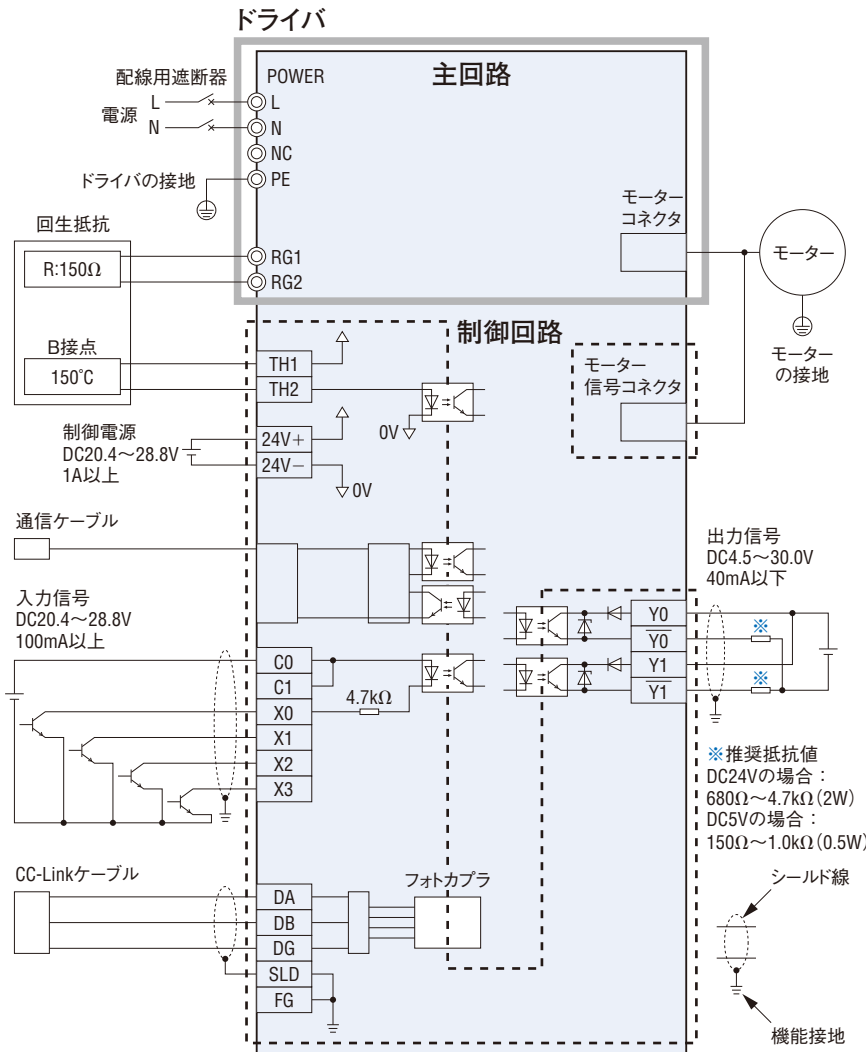 ドライバ
主回路
配線用遮断器
POWER
L
L
電源
N
N
NC
ドライバの接地
PE
モーター
コネクタ
モーター
モーター
の接地
回生抵抗
R:150Ω
RG1
RG2
制御回路
B接点
150°C
TH1
TH2
0V
モーター
信号コネクタ
制御電源
DC20.4〜28.8V
1A以上
24V+
24V−
0V
通信ケーブル
出力信号
DC4.5〜30.0V
40mA以下
入力信号
DC20.4〜28.8V
100mA以上
Y0
Y0
Y1
Y1
※
※
C0
C1
X0
X1
X2
X3
4.7kΩ
※推奨抵抗値
DC24Vの場合：
680Ω〜4.7kΩ(2W)
DC5Vの場合：
150Ω〜1.0kΩ(0.5W)
CC-Linkケーブル
DA
DB
DG
SLD
FG
フォトカプラ
シールド線
機能接地